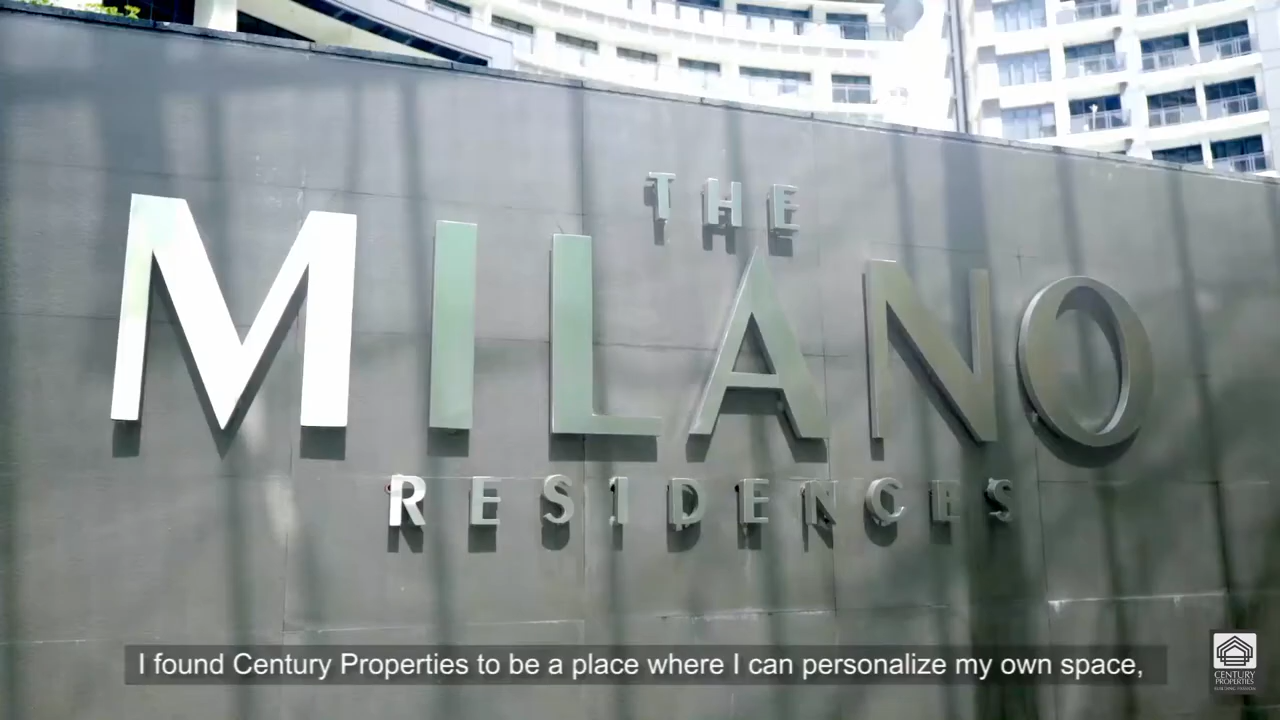 THE
MILANO
RESIDENCES
I found Century Properties to be a place where I can personalize my own space,
CENTURY
PROPERTIES